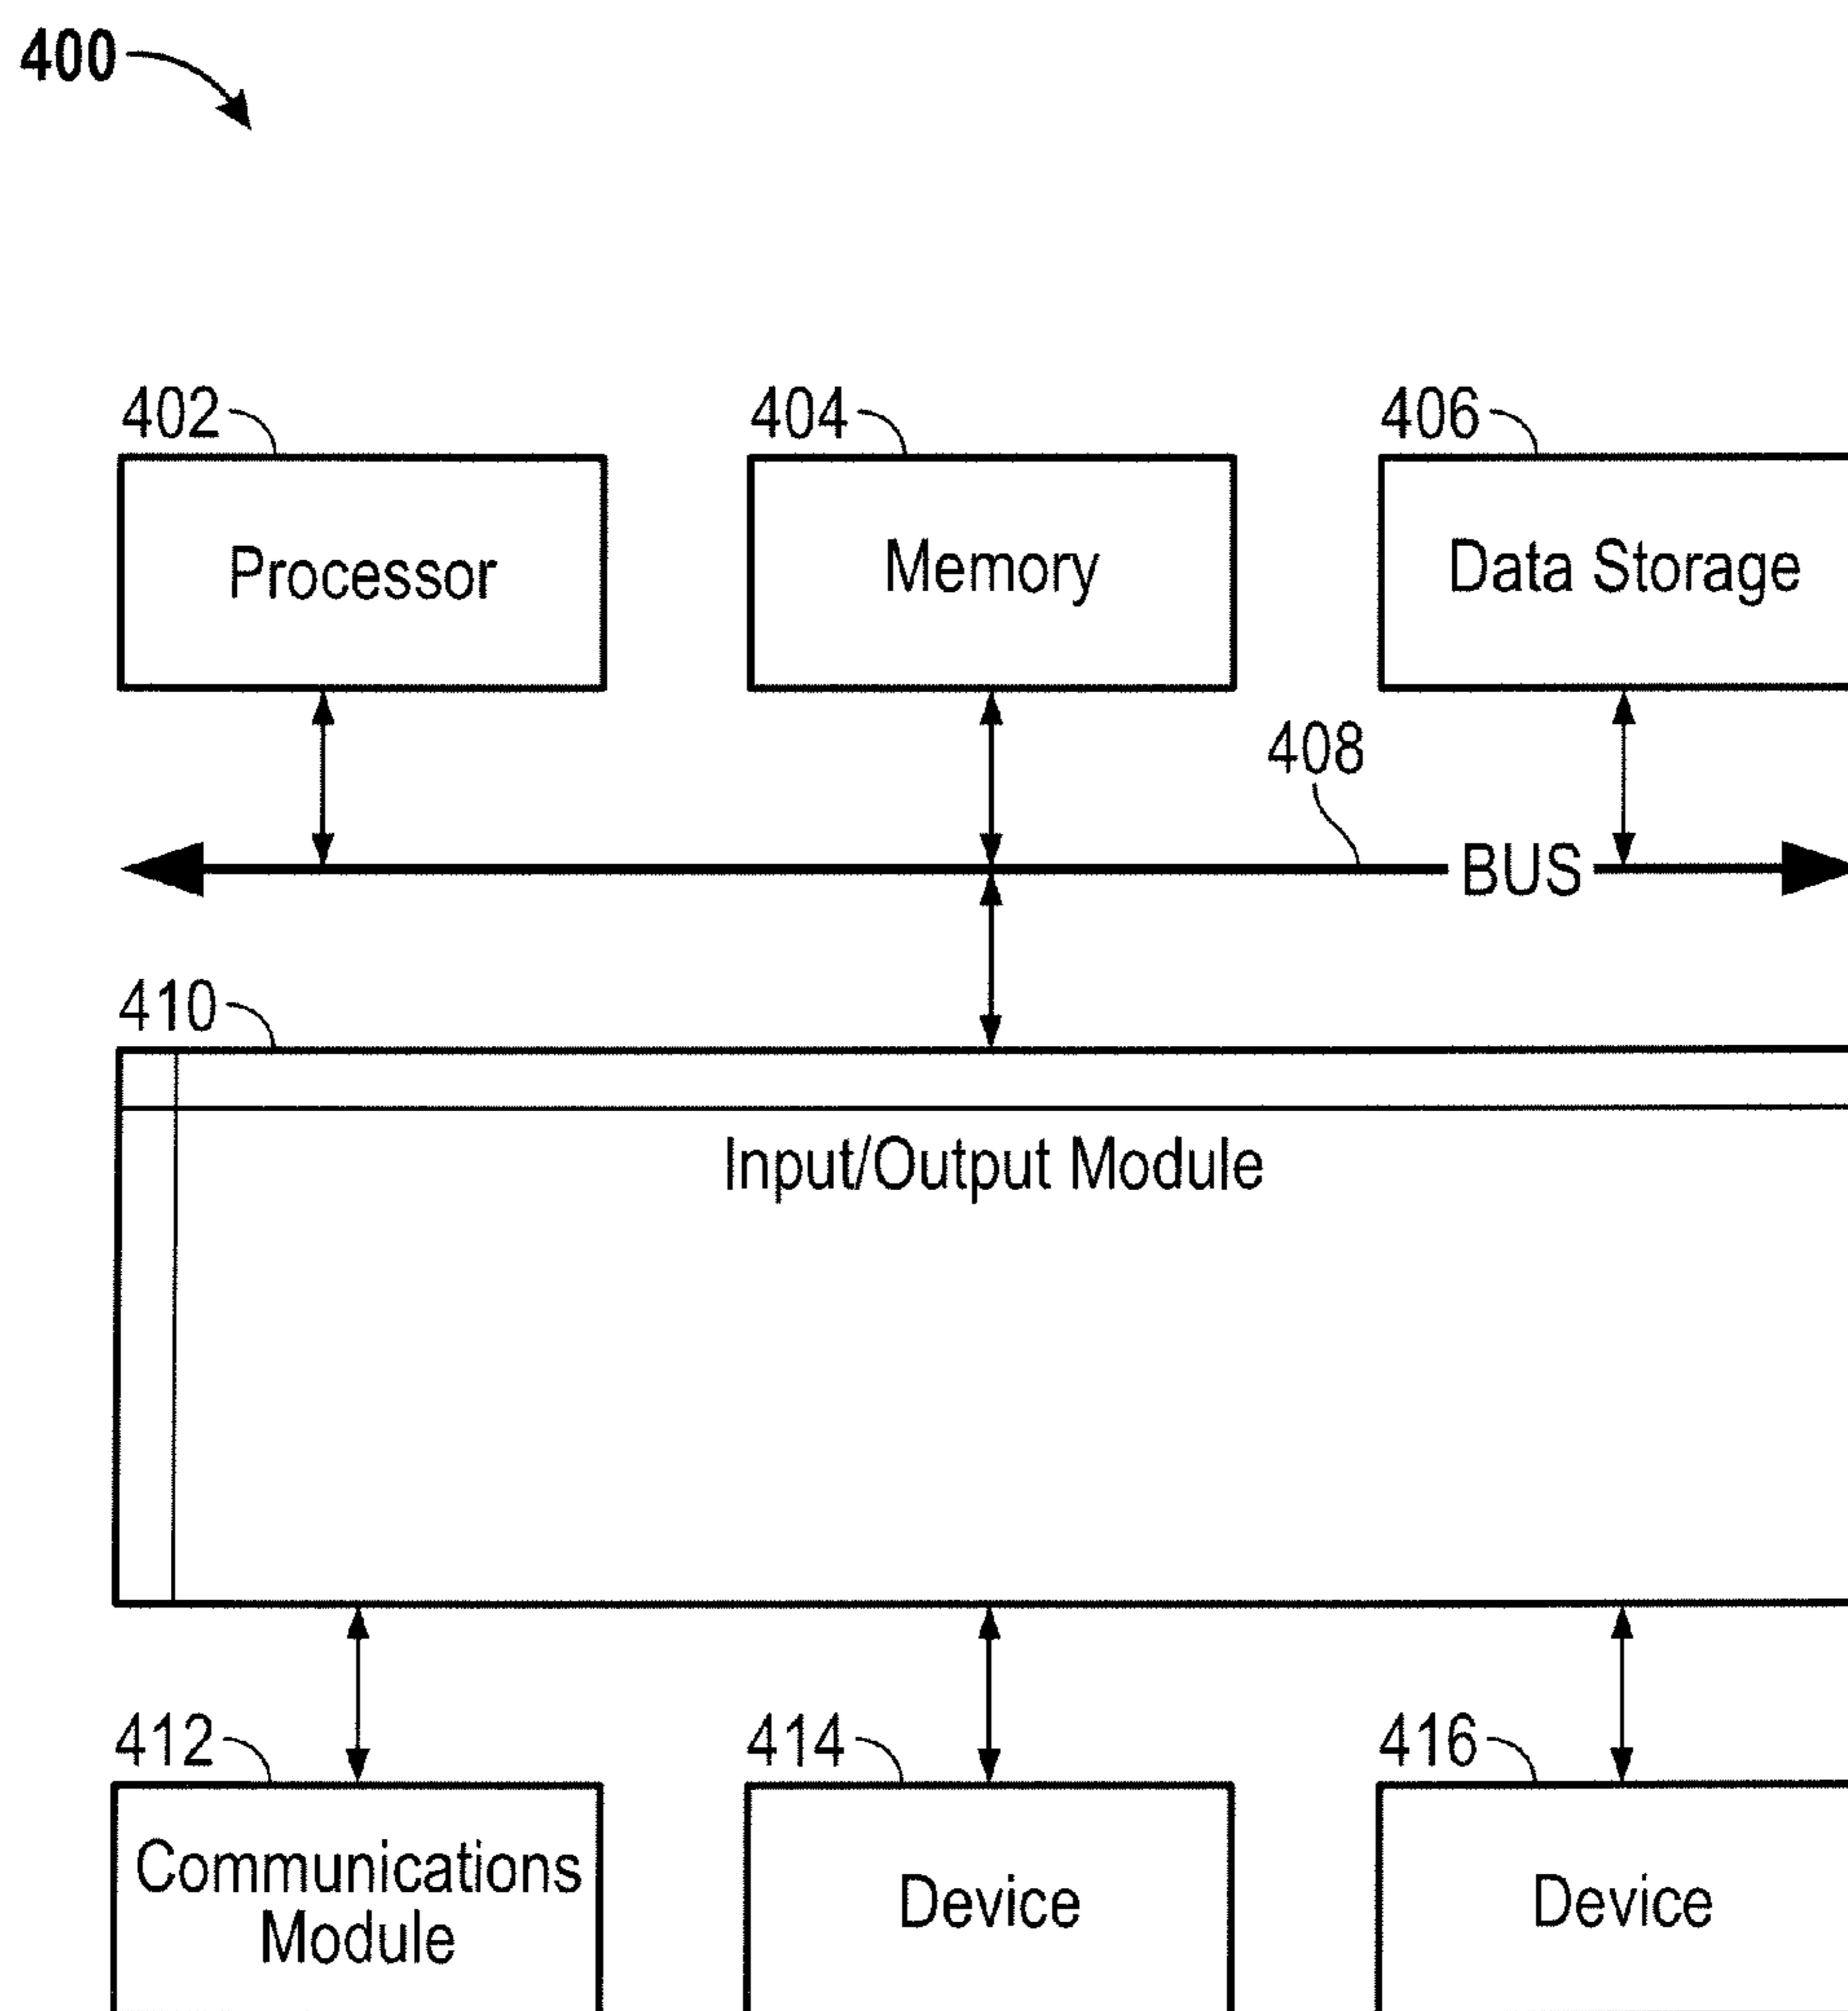 400
402
404
406
Processor
Memory
Data Storage
408
BUS
410
Input/Output Module
412
414
416
Communications
Module
Device
Device